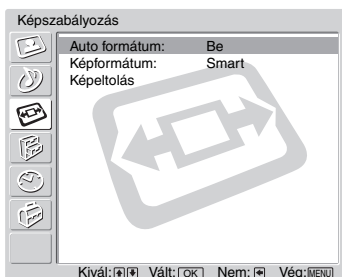 Képszabályozás
Auto formátum: Be
Képformátum: Smart
Képeltolás
Kivál: Vált: OK Nem: Vég: MENU